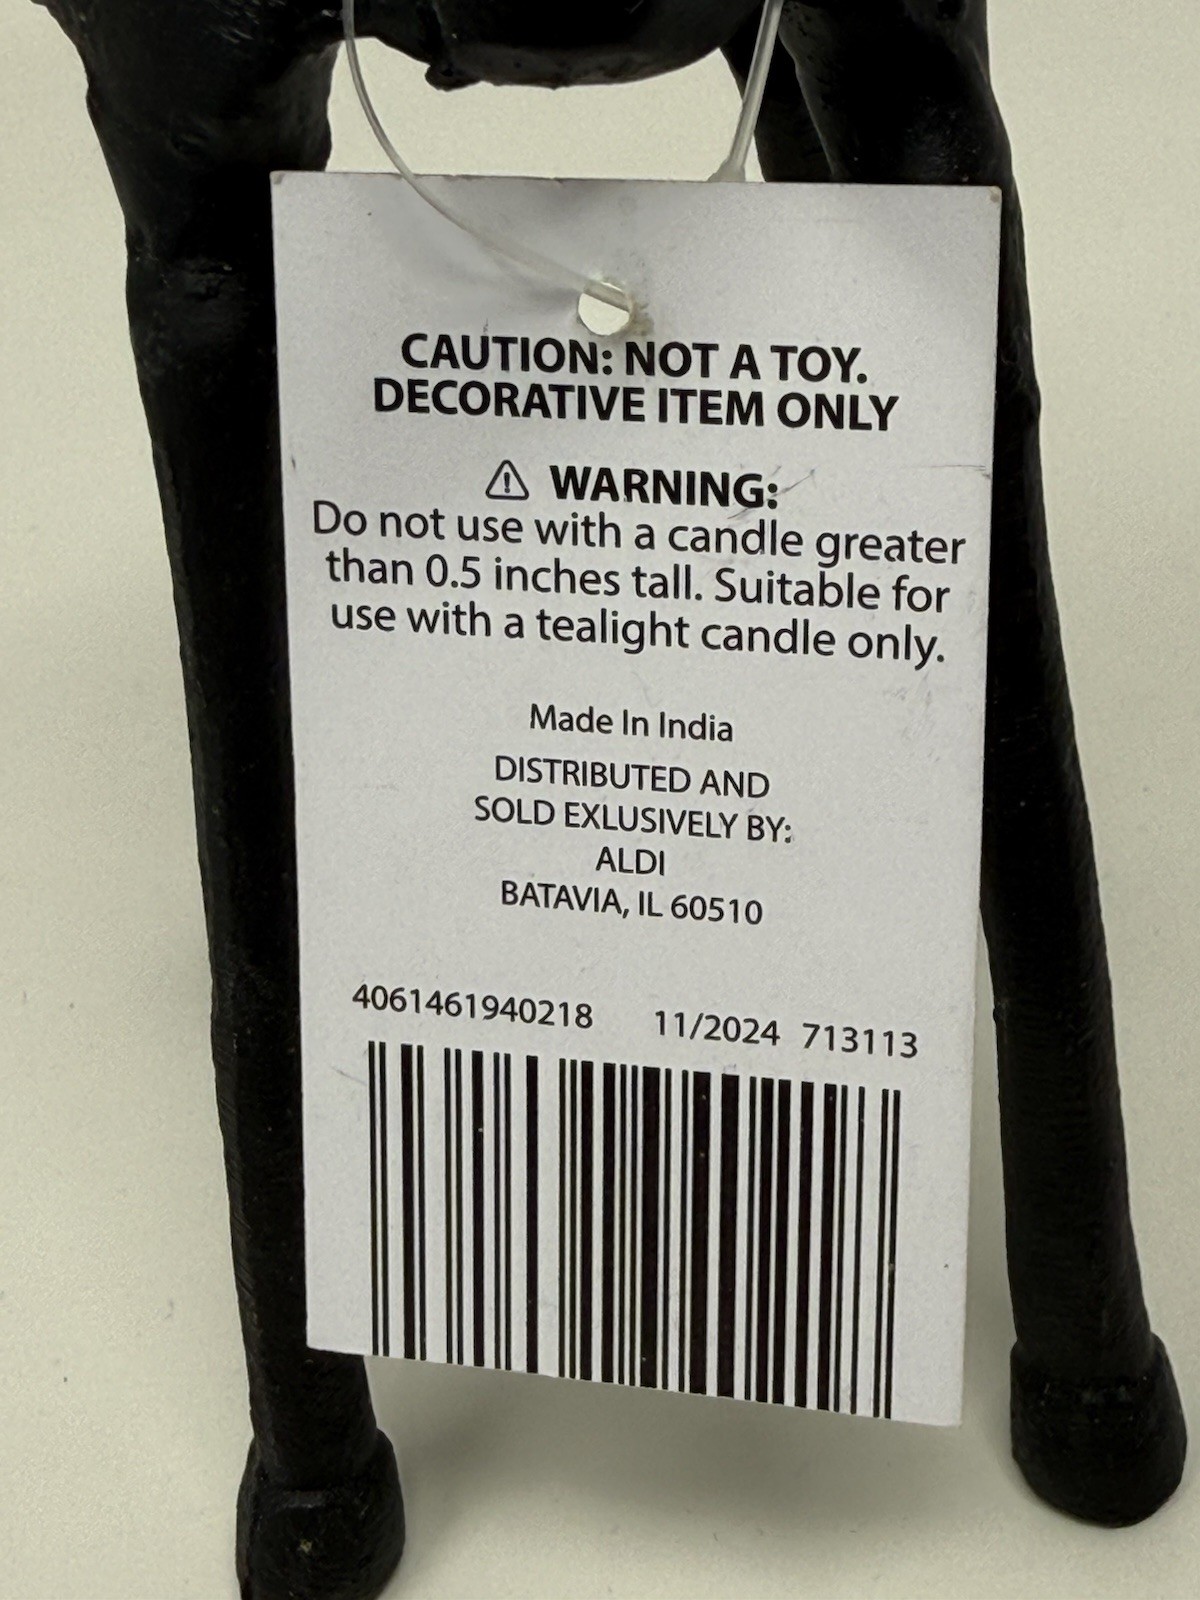 CAUTION: NOT A TOY.
DECORATIVE ITEM ONLY
⚠ WARNING:
Do not use with a candle greater
than 0.5 inches tall. Suitable for
use with a tealight candle only.
Made In India
DISTRIBUTED AND
SOLD EXLUSIVELY BY:
ALDI
BATAVIA, IL 60510
4061461940218 11/2024 713113